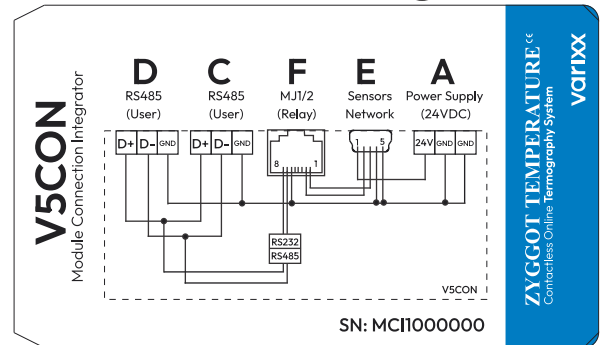 V5CON
Module Connection Integrator
D C F E A
RS485 RS485 MJ1/2 Sensors Power Supply
(User) (User) (Relay) Network (24VDC)
D+ D- GND D+ D- GND 8 1 1 5 24V GND GND
RS232
RS485
V5CON
SN: MCI1000000
ZYGGOT TEMPERATURE CE
Contactless Online Termography System
varixx